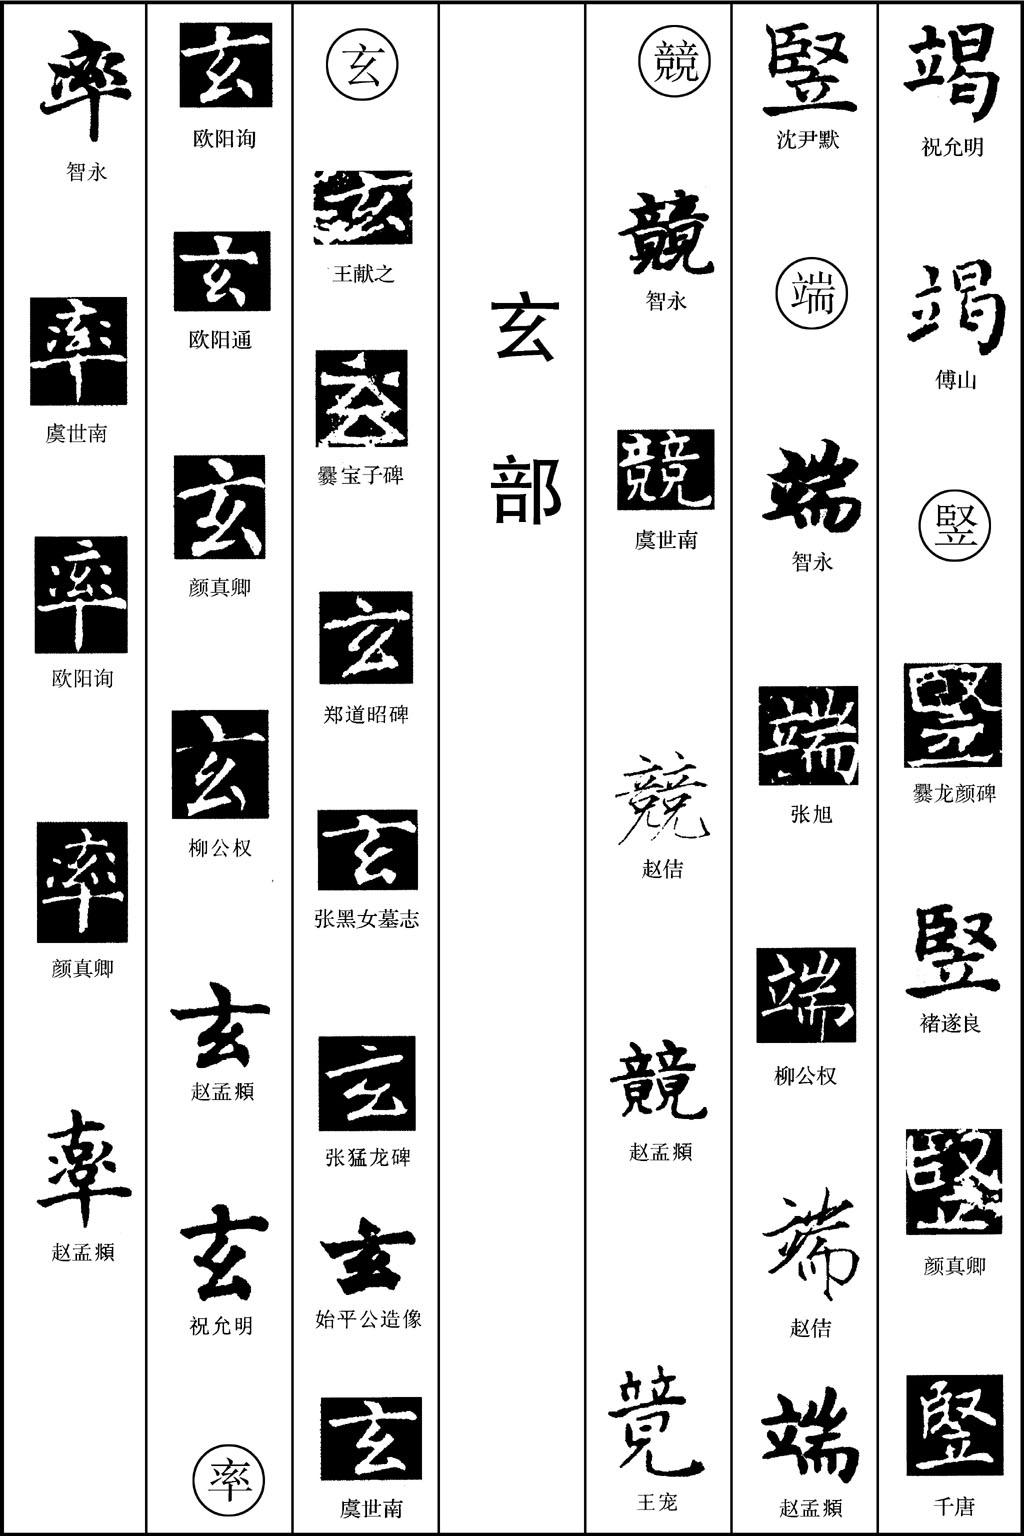 竭
祝允明
竭
傅山
竪
竪
爨龙颜碑
竪
褚遂良
竪
颜真卿
竪
千唐
竪
沈尹默
端
端
智永
端
张旭
端
柳公权
端
赵佶
端
赵孟頫
競
競
智永
競
虞世南
競
赵佶
競
赵孟頫
竞
王宠
玄部
玄
玄
王献之
玄
爨宝子碑
玄
郑道昭碑
玄
张黑女墓志
玄
张猛龙碑
玄
始平公造像
玄
虞世南
玄
欧阳询
玄
欧阳通
玄
颜真卿
玄
柳公权
玄
赵孟頫
玄
祝允明
率
率
智永
率
虞世南
率
欧阳询
率
颜真卿
率
赵孟頫